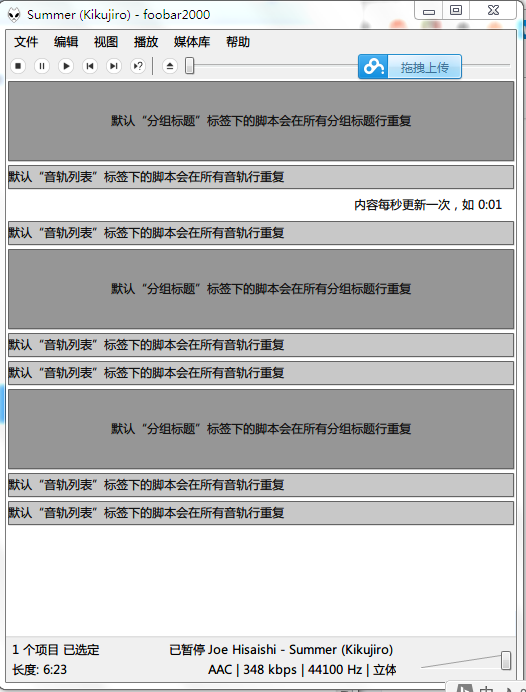 Summer (Kikujiro) - foobar2000
文件 编辑 视图 播放 媒体库 帮助
拖拽上传
默认“分组标题”标签下的脚本会在所有分组标题行重复
默认“音轨列表”标签下的脚本会在所有音轨行重复
内容每秒更新一次，如 0:01
默认“音轨列表”标签下的脚本会在所有音轨行重复
默认“分组标题”标签下的脚本会在所有分组标题行重复
默认“音轨列表”标签下的脚本会在所有音轨行重复
默认“音轨列表”标签下的脚本会在所有音轨行重复
默认“分组标题”标签下的脚本会在所有分组标题行重复
默认“音轨列表”标签下的脚本会在所有音轨行重复
默认“音轨列表”标签下的脚本会在所有音轨行重复
1 个项目 已选定 已暂停 Joe Hisaishi - Summer (Kikujiro)
长度: 6:23 AAC | 348 kbps | 44100 Hz | 立体